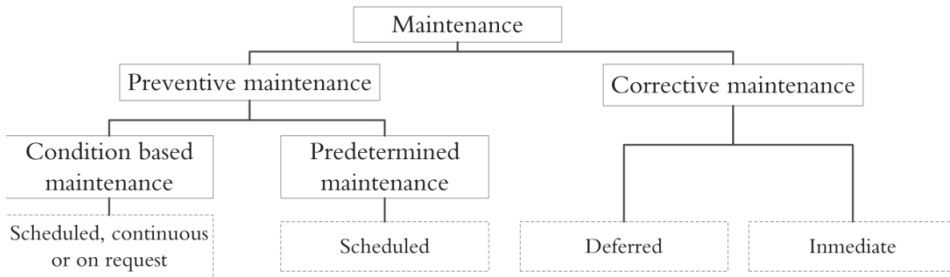 Maintenance
Preventive maintenance
Corrective maintenance
Condition based
maintenance
Predetermined
maintenance
Scheduled, continuous
or on request
Scheduled
Deferred
Inmediate